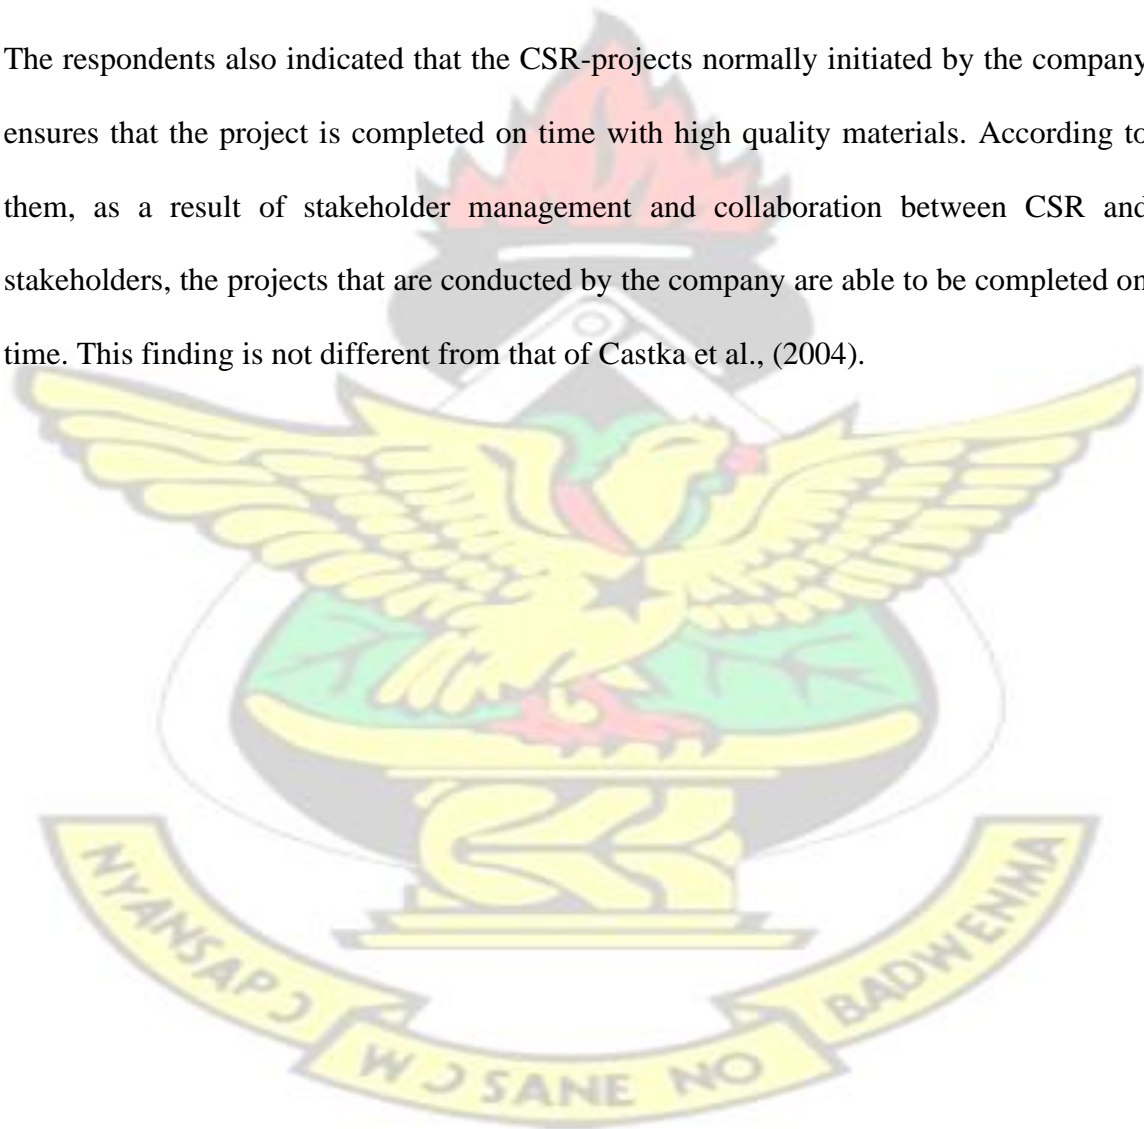 The respondents also indicated that the CSR-projects normally initiated by the company
ensures that the project is completed on time with high quality materials. According to
them, as a result of stakeholder management and collaboration between CSR and
stakeholders, the projects that are conducted by the company are able to be completed on
time. This finding is not different from that of Castka et al., (2004).
NYANSAPƆ
WƆ SANE NO
BADWENMA